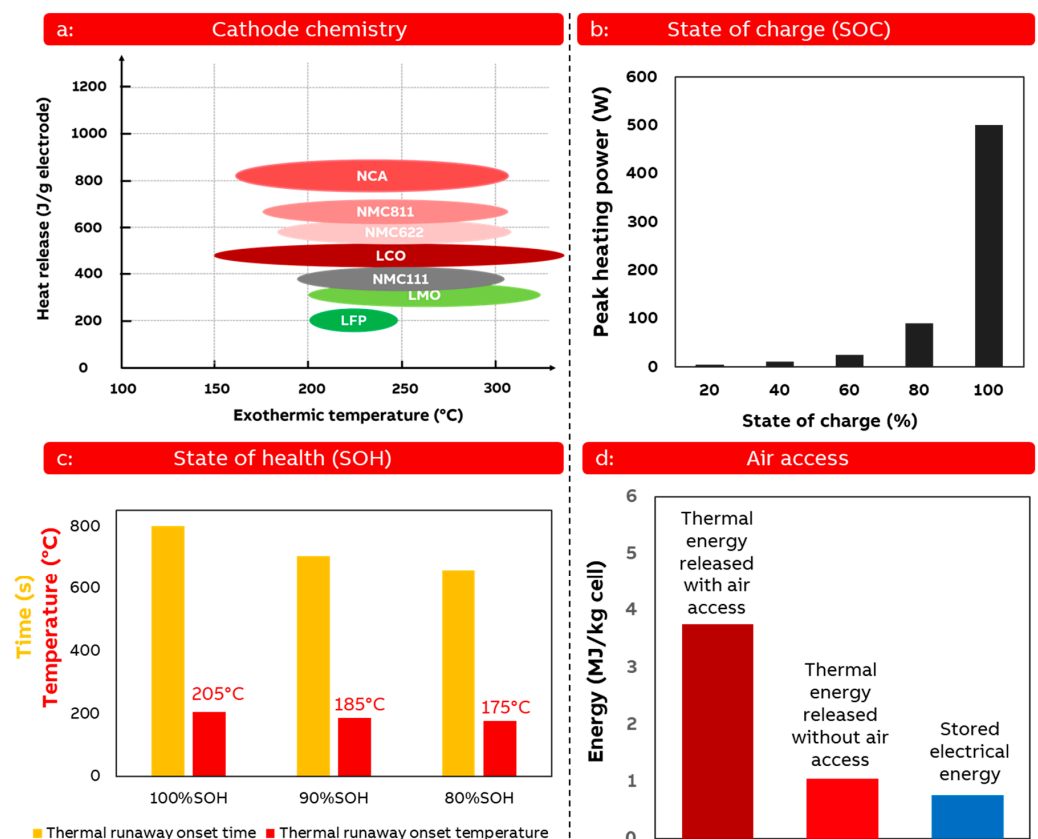 a: Cathode chemistry
Heat release (J/g electrode)
1200
1000
800
600
400
200
0
NCA
NMC811
NMC622
LCO
NMC111
LMO
LFP
100 150 200 250 300
Exothermic temperature (°C)
b: State of charge (SOC)
Peak heating power (W)
600
500
400
300
200
100
0
20 40 60 80 100
State of charge (%)
c: State of health (SOH)
Time (s)
Temperature (°C)
800
600
400
200
0
205°C
185°C
175°C
100%SOH 90%SOH 80%SOH
Thermal runaway onset time Thermal runaway onset temperature
d: Air access
Energy (MJ/kg cell)
6
5
4
3
2
1
0
Thermal
energy
released
with air
access
Thermal
energy
released
without air
access
Stored
electrical
energy